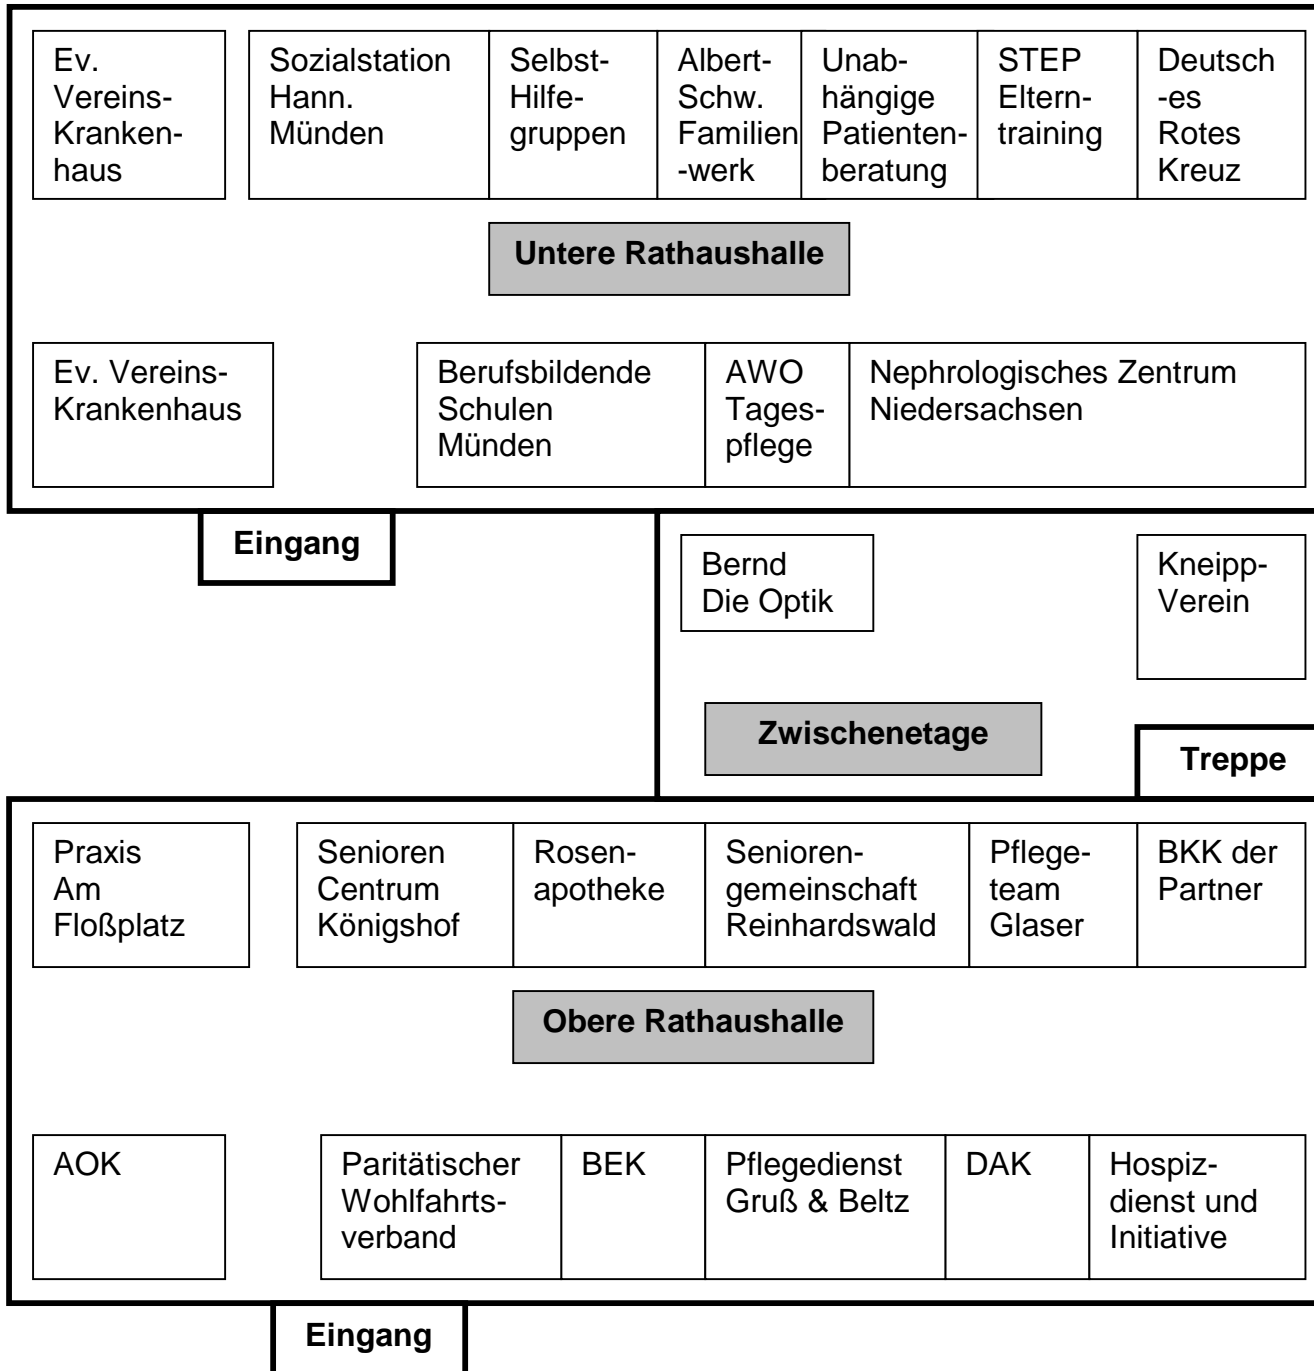 Ev.
Vereins-
Kranken-
haus
Sozialstation
Hann.
Münden
Selbst-
Hilfe-
gruppen
Albert-
Schw.
Familien
-werk
Unab-
hängige
Patienten-
beratung
STEP
Eltern-
training
Deutsch
-es
Rotes
Kreuz
Untere Rathaushalle
Ev. Vereins-
Krankenhaus
Berufsbildende
Schulen
Münden
AWO
Tages-
pflege
Nephrologisches Zentrum
Niedersachsen
Eingang
Bernd
Die Optik
Kneipp-
Verein
Zwischenetage
Treppe
Praxis
Am
Floßplatz
Senioren
Centrum
Königshof
Rosen-
apotheke
Senioren-
gemeinschaft
Reinhardswald
Pflege-
team
Glaser
BKK der
Partner
Obere Rathaushalle
AOK
Paritätischer
Wohlfahrts-
verband
BEK
Pflegedienst
Gruß & Beltz
DAK
Hospiz-
dienst und
Initiative
Eingang